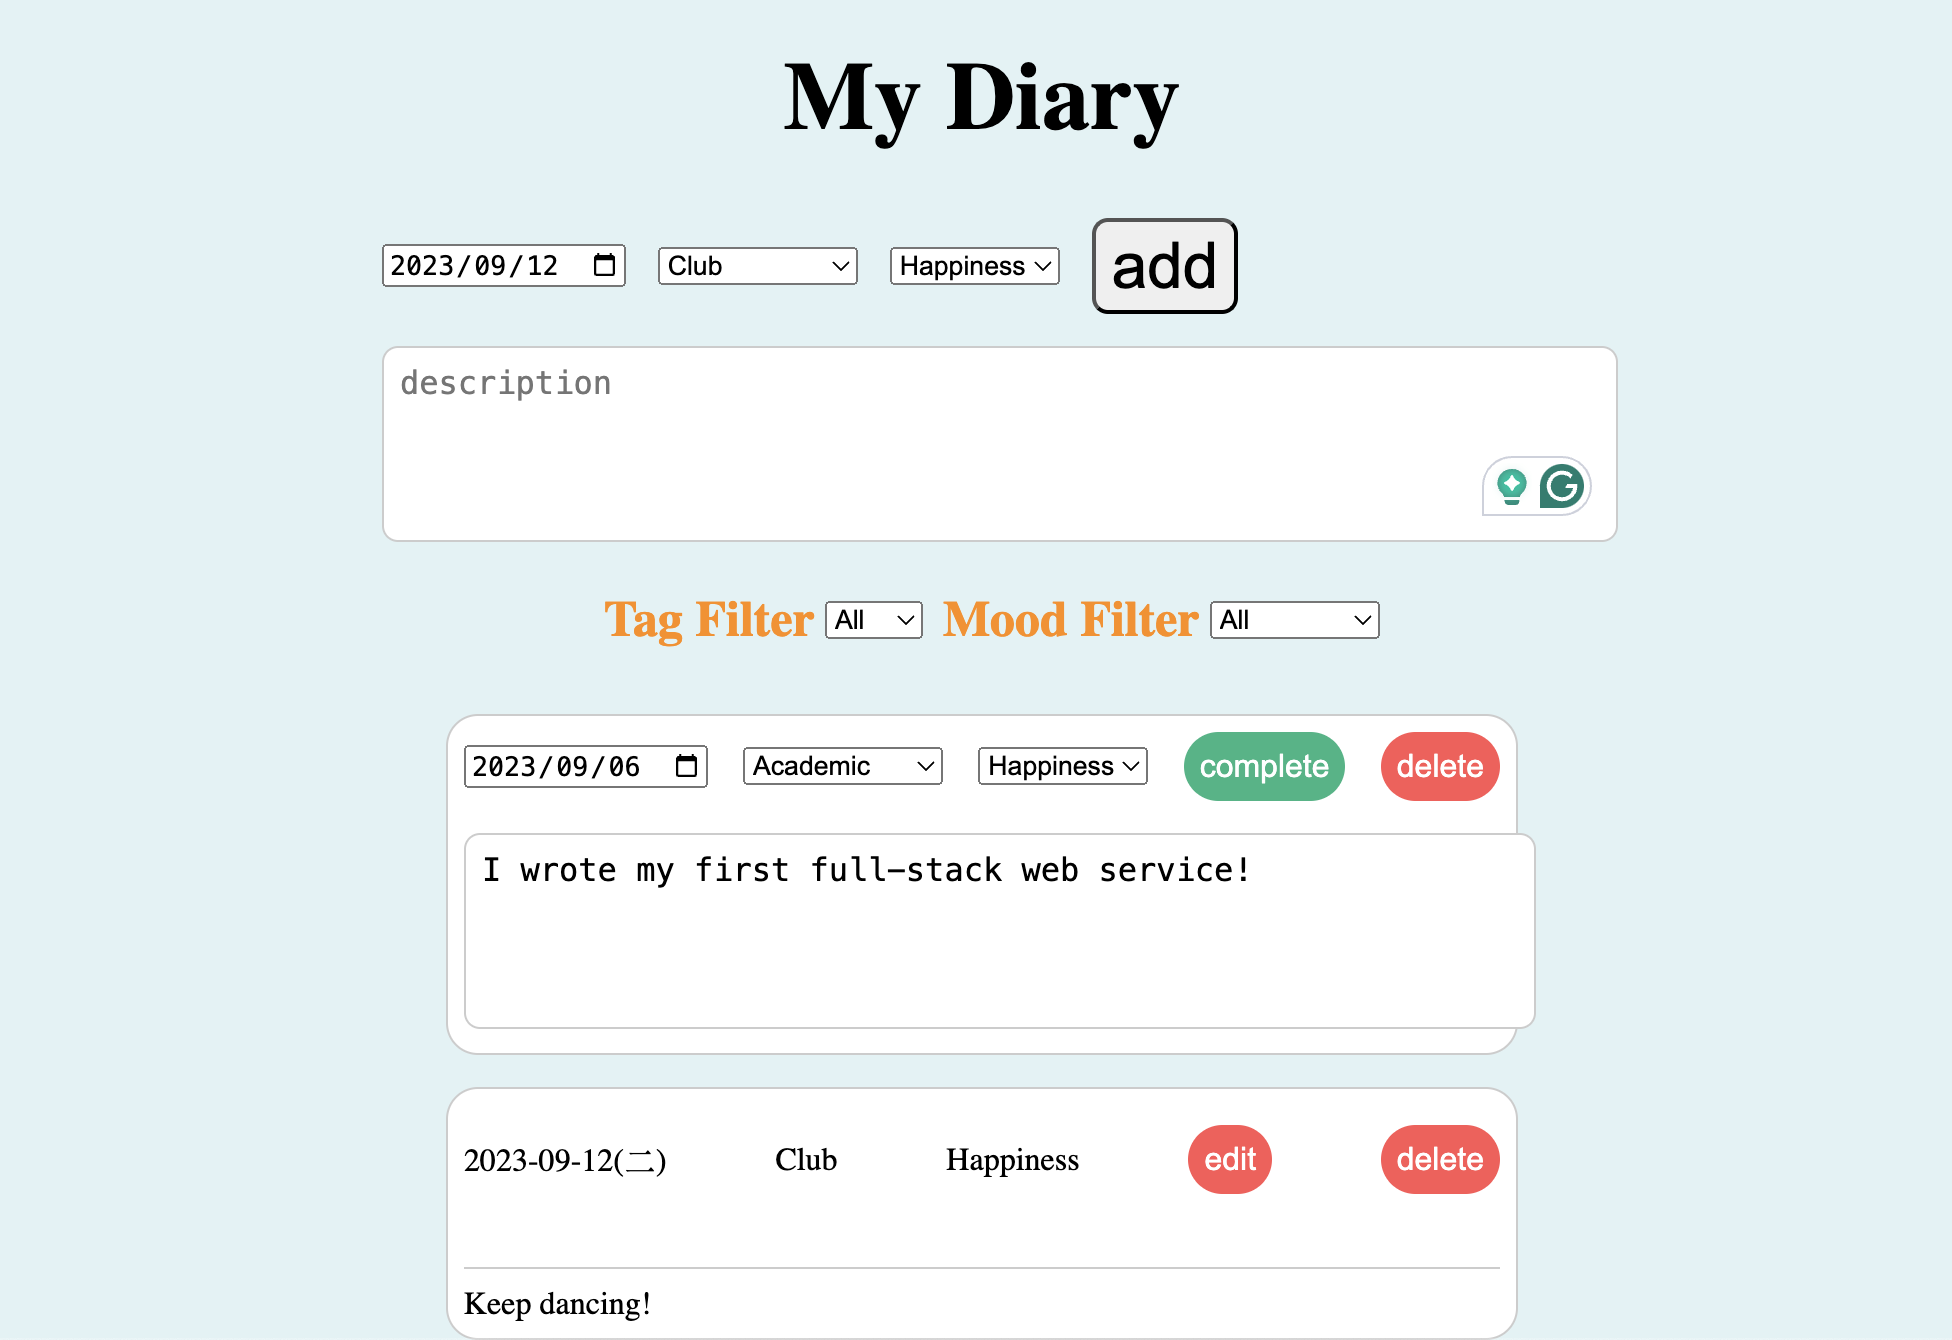 My Diary
2023/09/12 Club Happiness add
description
Tag Filter All Mood Filter All
2023/09/06 Academic Happiness complete delete
I wrote my first full-stack web service!
2023-09-12(二) Club Happiness edit delete
Keep dancing!